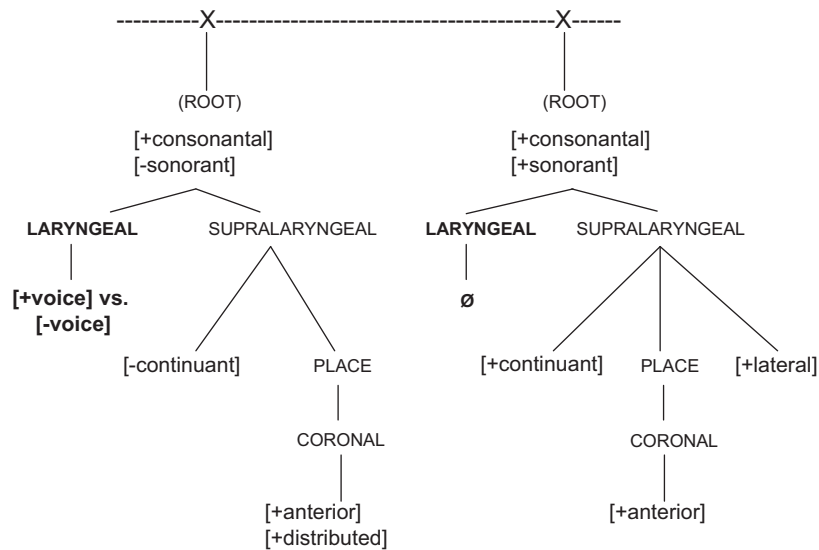 ----------X-----------------------------------------X------
(ROOT) (ROOT)
[+consonantal] [+consonantal]
[-sonorant] [+sonorant]
LARYNGEAL SUPRALARYNGEAL LARYNGEAL SUPRALARYNGEAL
[+voice] vs. ø
[-voice]
[-continuant] PLACE [+continuant] PLACE [+lateral]
CORONAL CORONAL
[+anterior] [+anterior]
[+distributed]